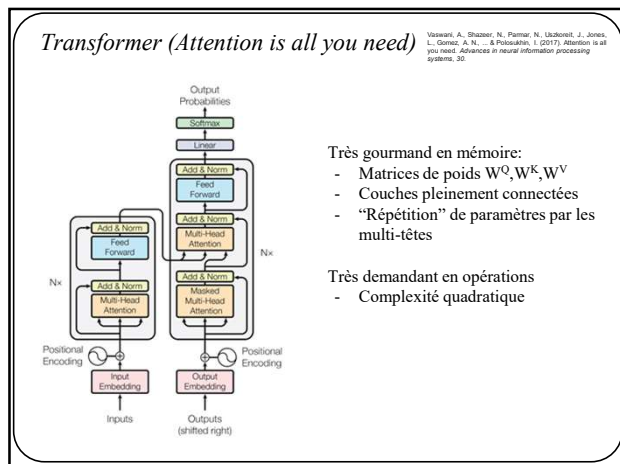 Transformer (Attention is all you need)
Vaswani, A., Shazeer, N., Parmar, N., Uszkoreit, J., Jones,
L., Gomez, A. N., ... & Polosukhin, I. (2017). Attention is all
you need. Advances in neural information processing
systems, 30.
Output
Probabilities
Softmax
Linear
Add & Norm
Feed
Forward
Add & Norm
Multi-Head
Attention
Nx
Add & Norm
Masked
Multi-Head
Attention
Add & Norm
Feed
Forward
Nx
Add & Norm
Multi-Head
Attention
Positional
Encoding
Positional
Encoding
Input
Embedding
Output
Embedding
Inputs
Outputs
(shifted right)
Très gourmand en mémoire:
- Matrices de poids W^Q,W^K,W^V
- Couches pleinement connectées
- “Répétition” de paramètres par les
multi-têtes
Très demandant en opérations
- Complexité quadratique